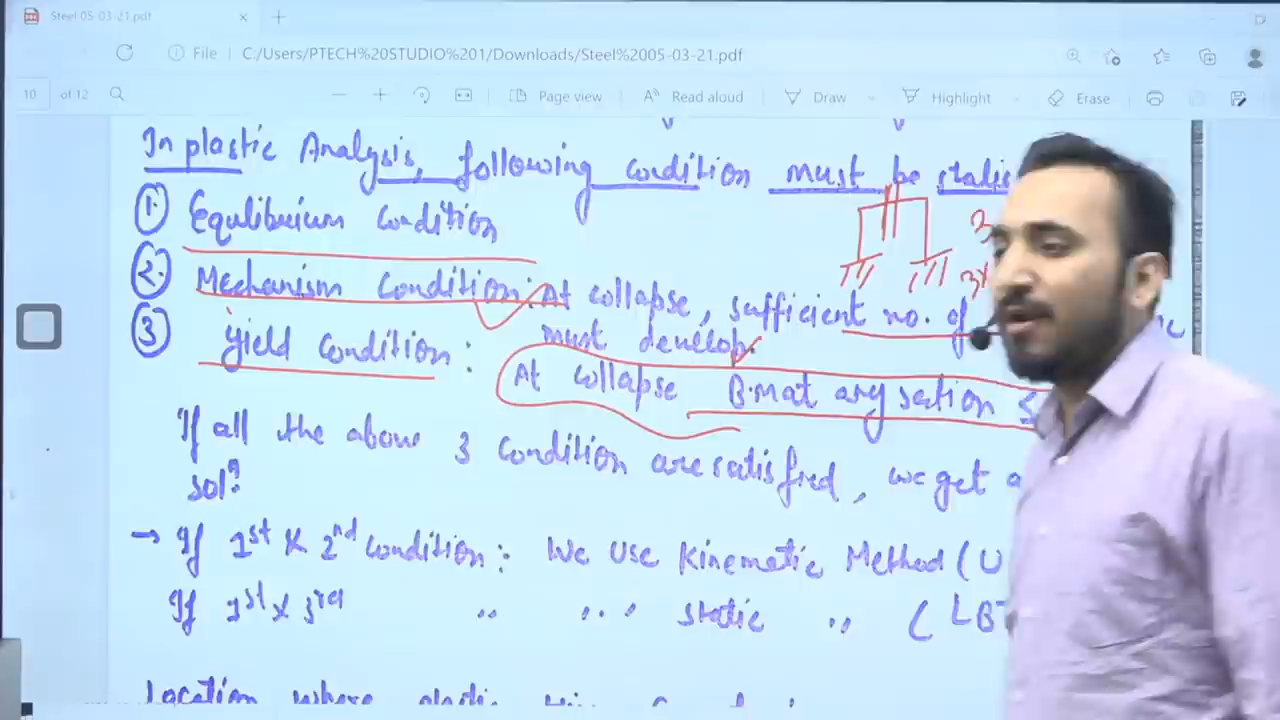 Steel 05-03-21.pdf
File C:/Users/PTECH%20STUDIO%201/Downloads/Steel%2005-03-21.pdf
10 of 12 Page view Read aloud Draw Highlight Erase
In plastic Analysis, following condition must be
① Equlibrium Condition
② Mechanism Condition: At collapse, sufficient no. of
must develop.
③ Yield Condition:
At collapse B.M at any section ≤
If all the above 3 Condition are satisfied, we get a
sol?
→ If 1st & 2nd condition: We Use Kinematic Method (U
If 1st & 3rd " " static " (LB
Location where plastic